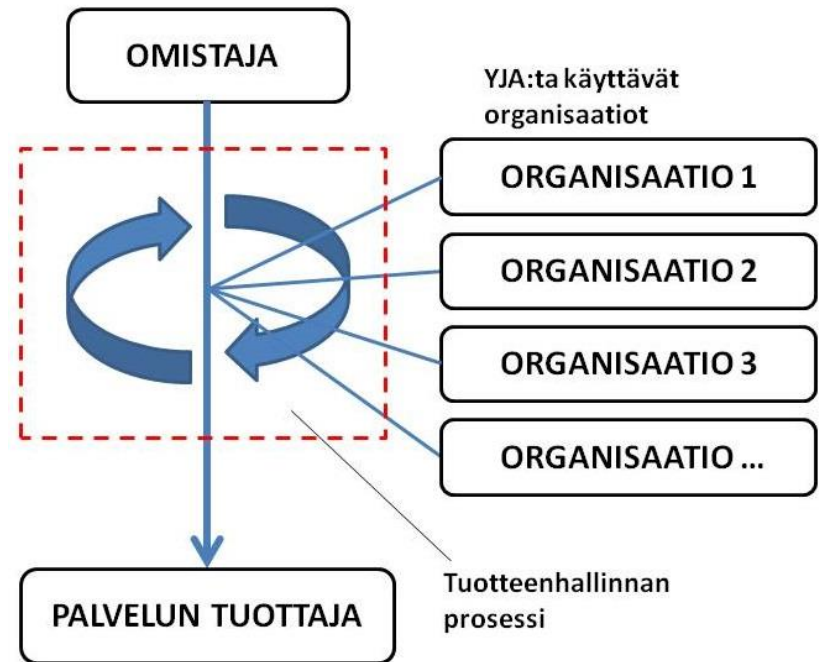 OMISTAJA
YJA:ta käyttävät
organisaatiot
ORGANISAATIO 1
ORGANISAATIO 2
ORGANISAATIO 3
ORGANISAATIO ...
Tuotteenhallinnan
prosessi
PALVELUN TUOTTAJA